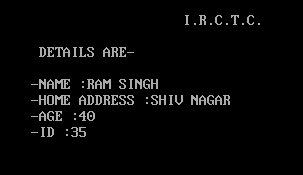 I.R.C.T.C.
DETAILS ARE-
-NAME :RAM SINGH
-HOME ADDRESS :SHIV NAGAR
-AGE :40
-ID :35